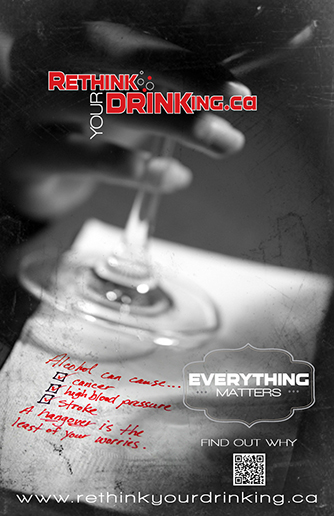 RETHINK
YOUR DRINKING.ca
Alcohol can cause...
cancer
high blood pressure
stroke
A hangover is the
least of your worries.
EVERYTHING
MATTERS
FIND OUT WHY
www.rethinkyourdrinking.ca